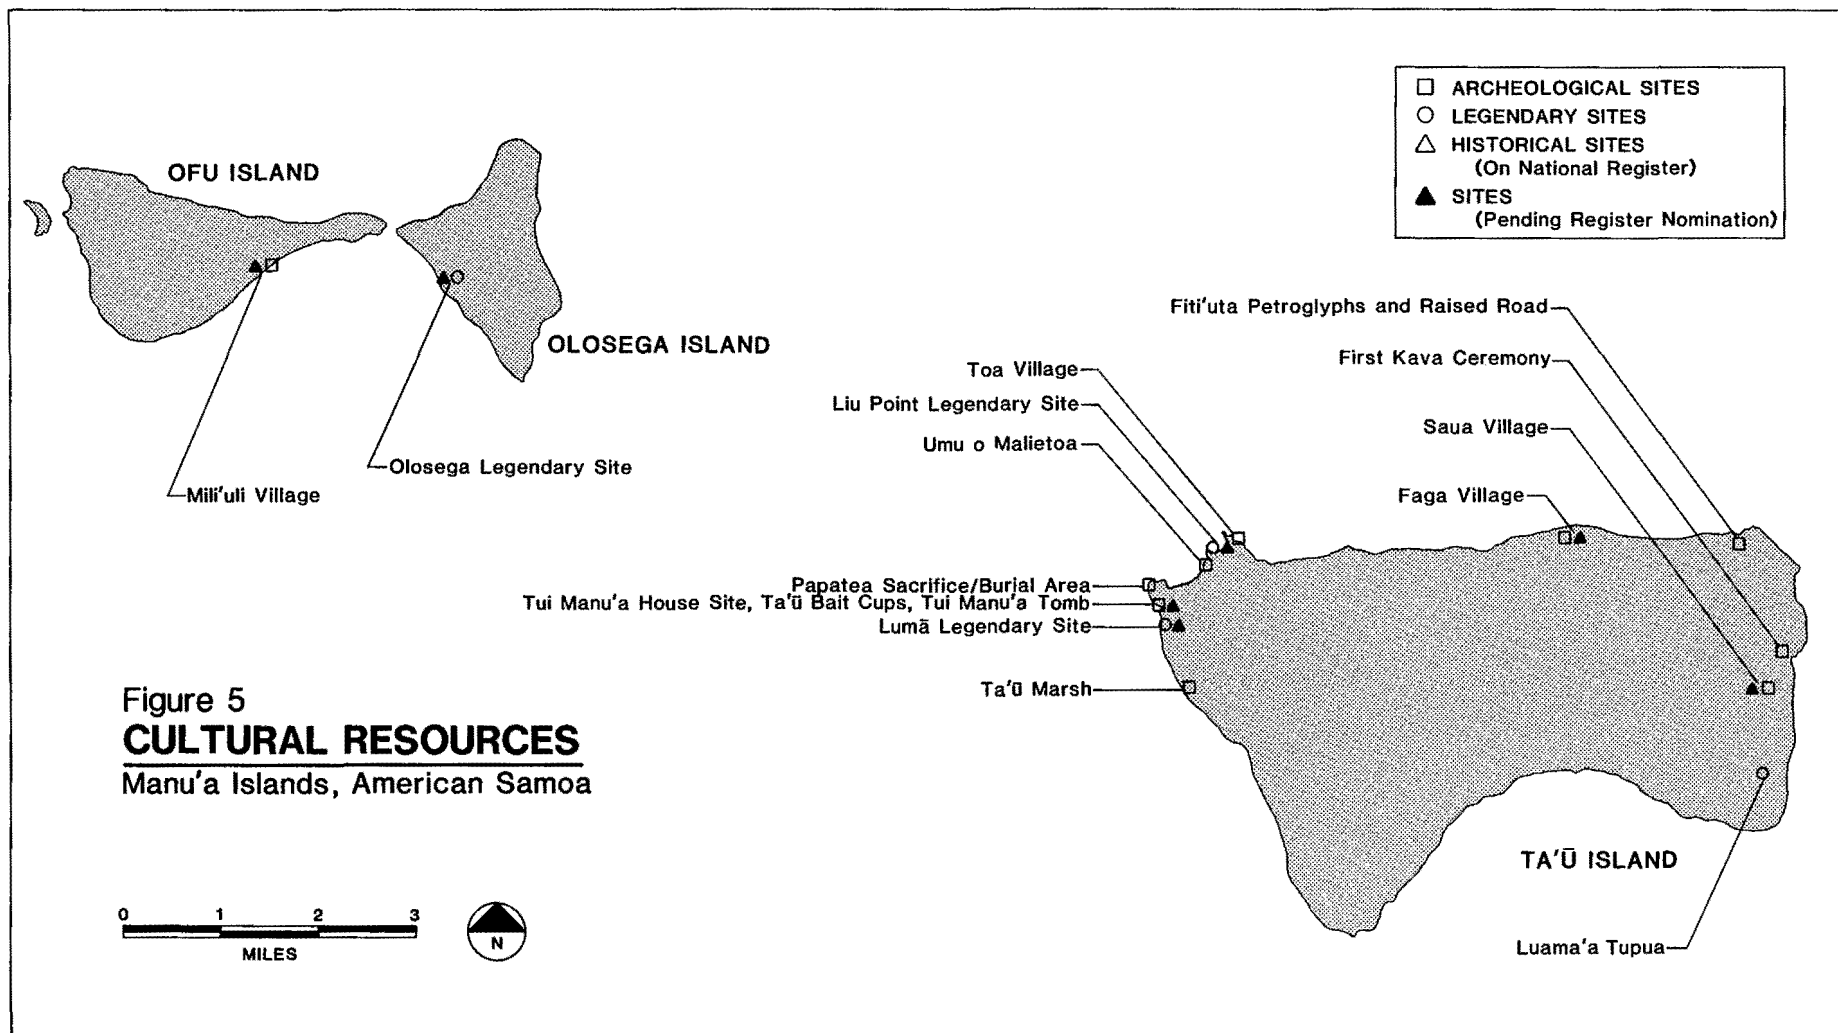 ARCHEOLOGICAL SITES
LEGENDARY SITES
HISTORICAL SITES
(On National Register)
SITES
(Pending Register Nomination)
OFU ISLAND
OLOSEGA ISLAND
Olosega Legendary Site
Mili'uli Village
Fiti'uta Petroglyphs and Raised Road
First Kava Ceremony
Saua Village
Faga Village
Toa Village
Liu Point Legendary Site
Umu o Malietoa
Papatea Sacrifice/Burial Area
Tui Manu'a House Site, Ta'ū Bait Cups, Tui Manu'a Tomb
Lumā Legendary Site
Ta'ū Marsh
TA'Ū ISLAND
Luama'a Tupua
Figure 5
CULTURAL RESOURCES
Manu'a Islands, American Samoa
0 1 2 3
MILES
N